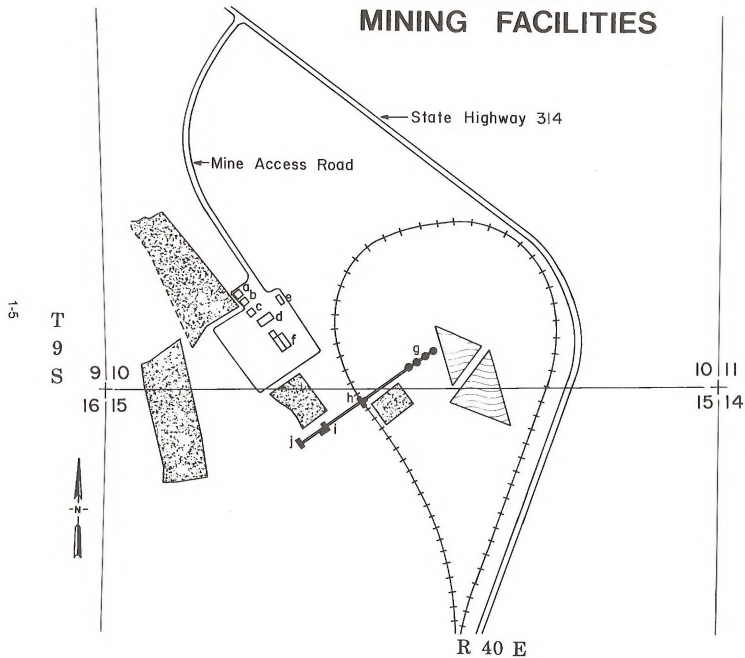 MINING FACILITIES
State Highway 314
Mine Access Road
a
b
c
d
e
f
g
1-5
T
9
S
9 10
10 11
16 15
15 14
h
i
j
-N-
R 40 E